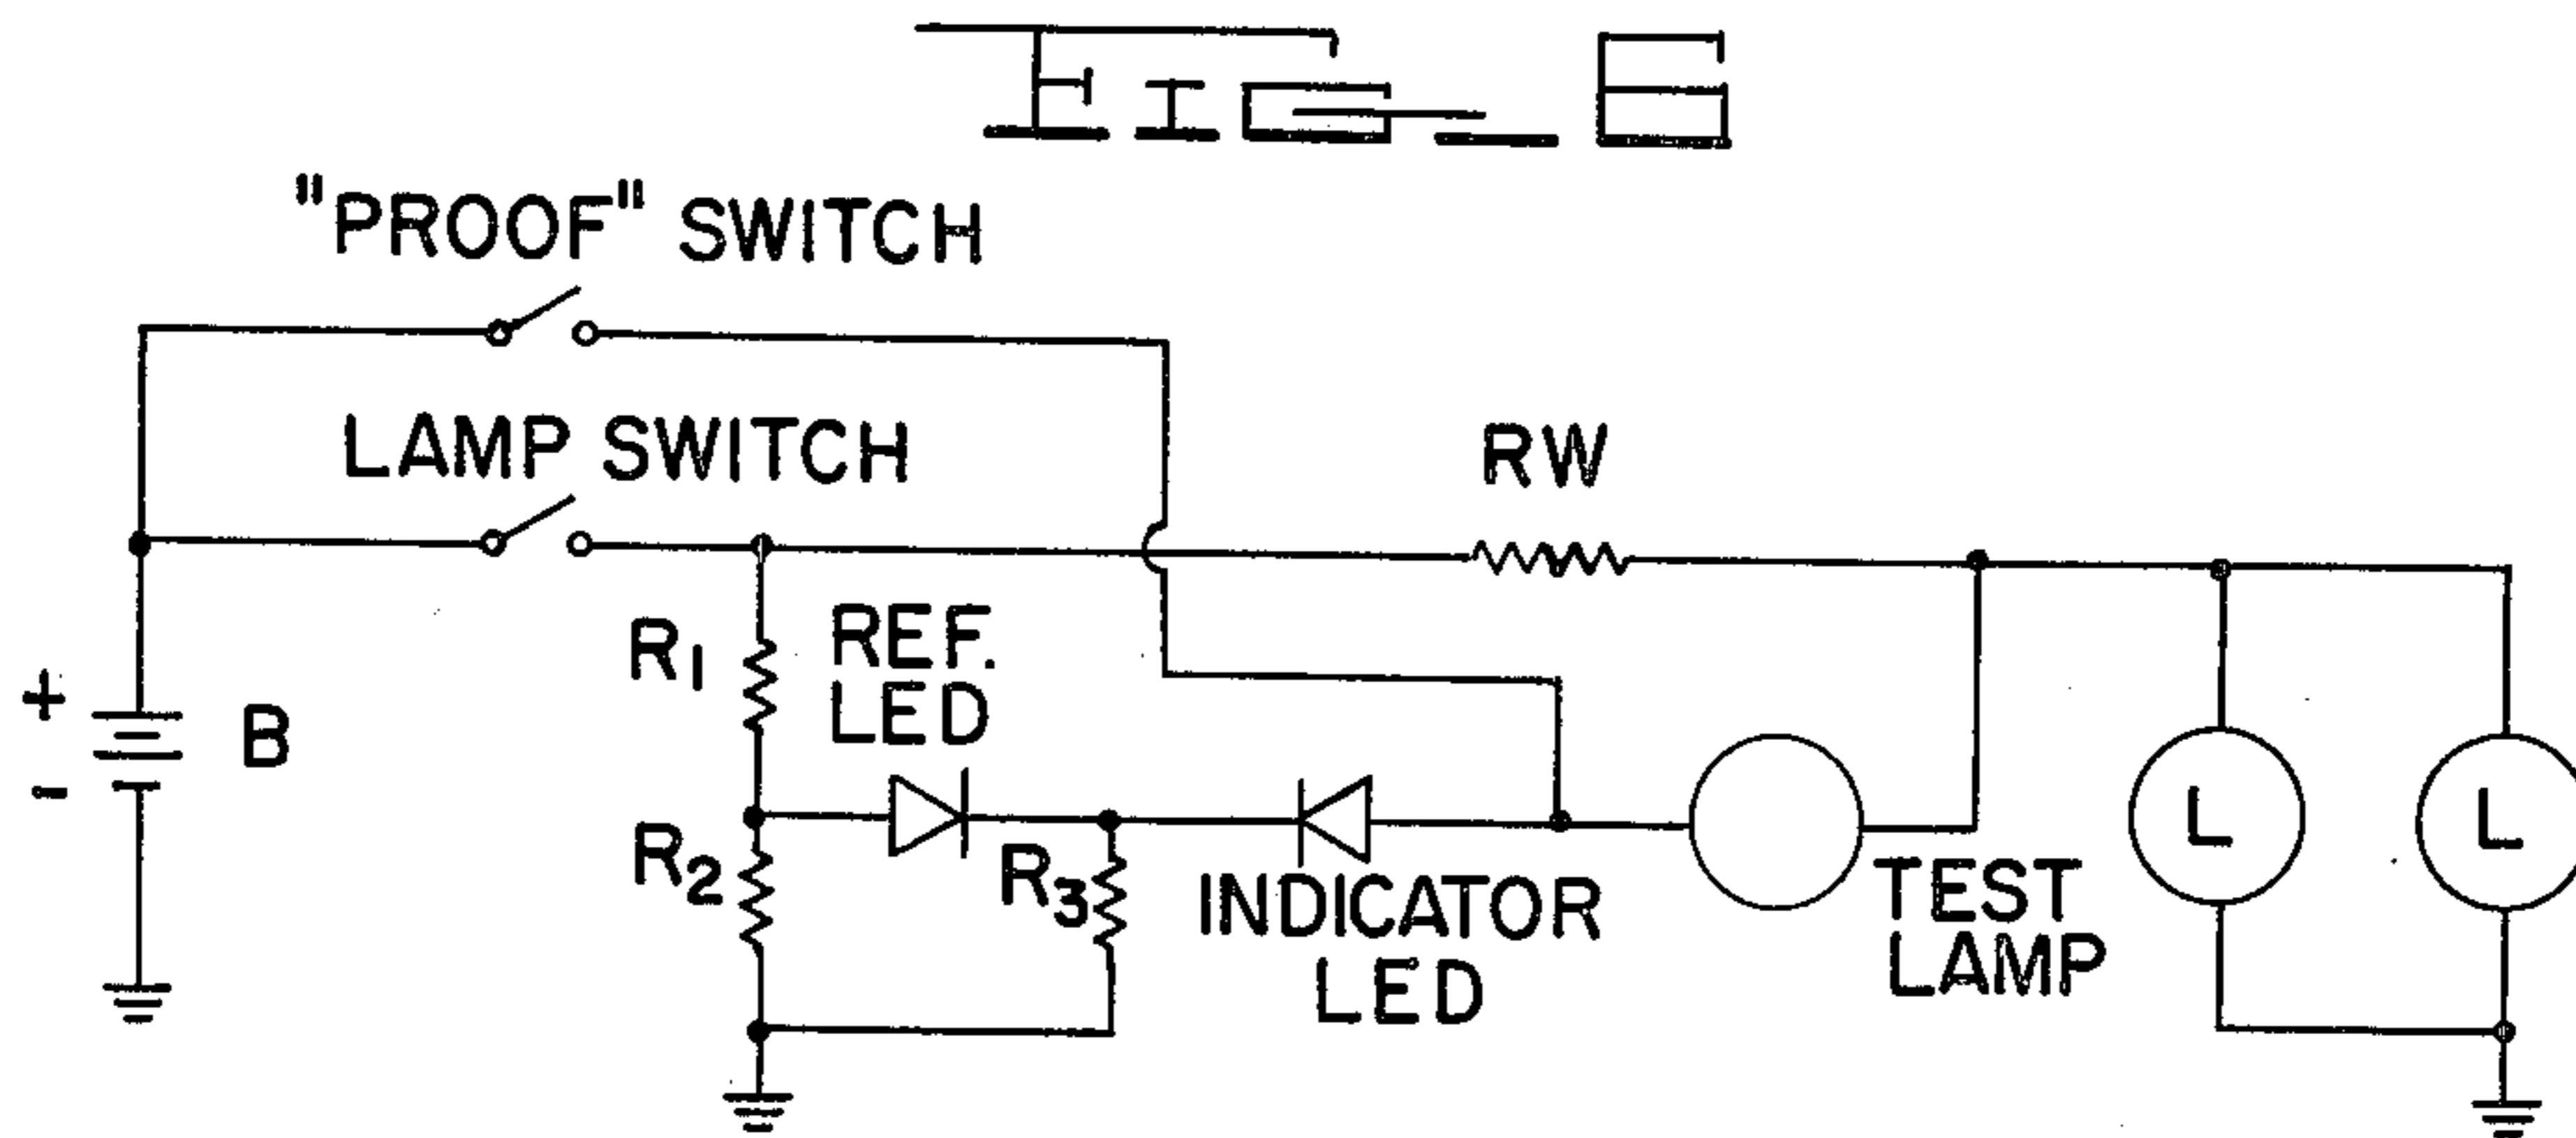 FIG_6
"PROOF" SWITCH
LAMP SWITCH
RW
R1
REF.
LED
+
B
-
R2
R3
INDICATOR
LED
TEST
LAMP
L
L